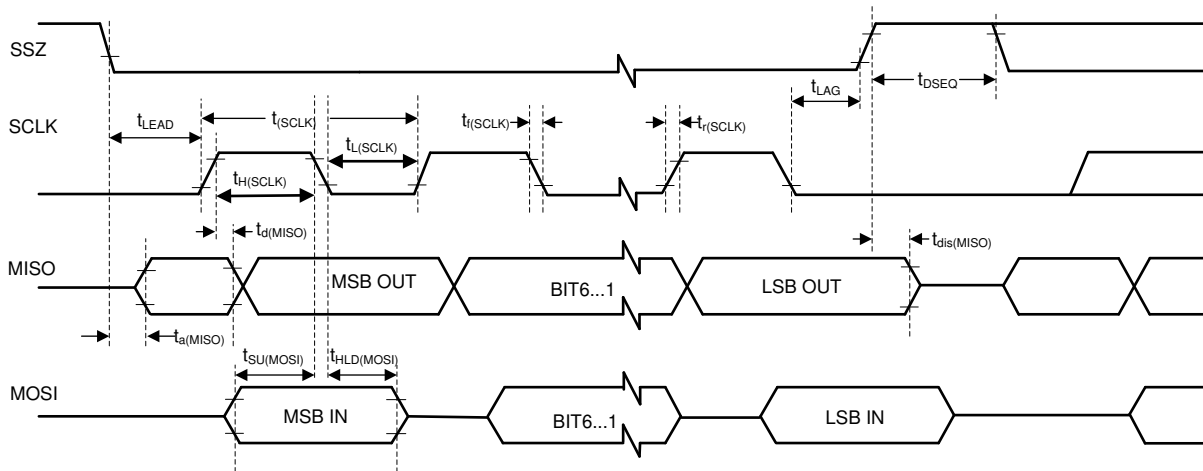 SSZ
tLAG
tDSEQ
SCLK
tLEAD
t(SCLK)
tf(SCLK)
tr(SCLK)
tL(SCLK)
tH(SCLK)
td(MISO)
tdis(MISO)
MISO
MSB OUT
BIT6...1
LSB OUT
ta(MISO)
tSU(MOSI)
tHLD(MOSI)
MOSI
MSB IN
BIT6...1
LSB IN